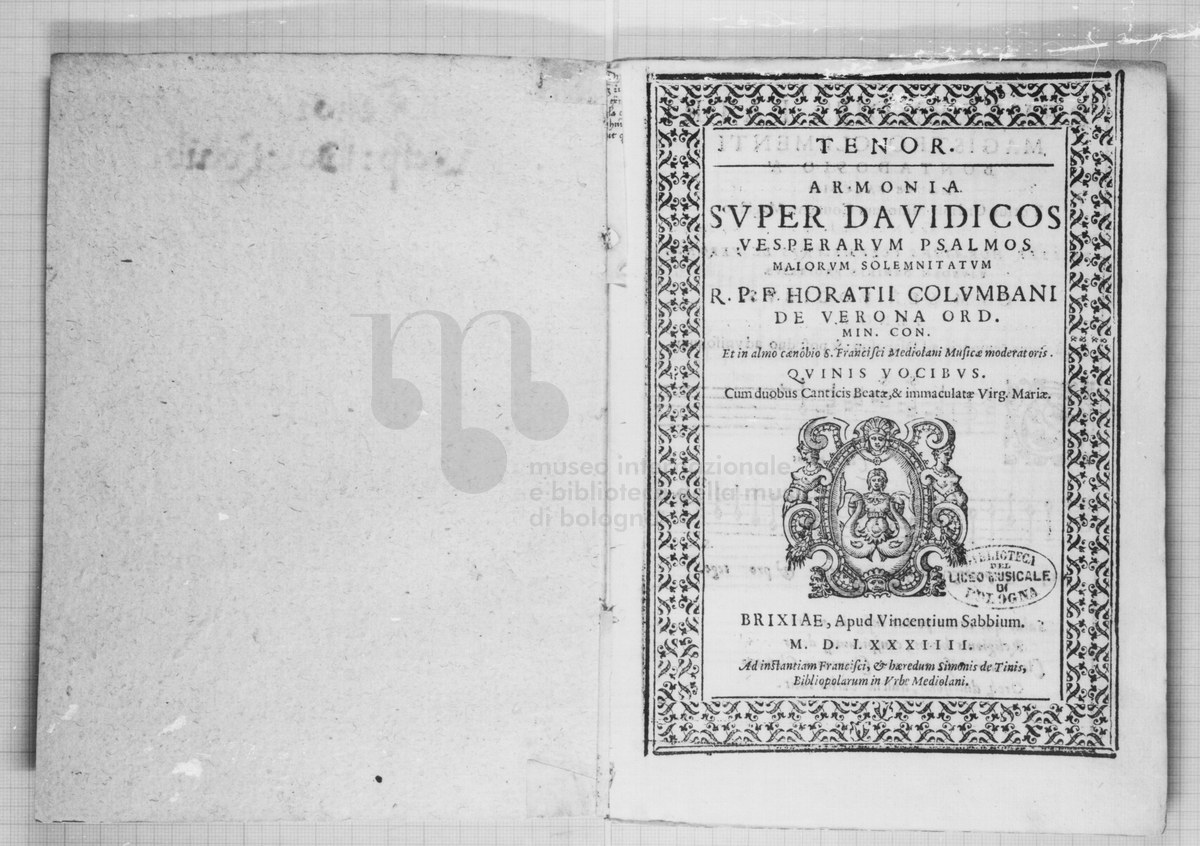 TENOR.
ARMONIA
SVPER DAVIDICOS
VESPERARVM PSALMOS
MAIORVM SOLEMNITATVM
R. P. F. HORATII COLVMBANI
DE VERONA ORD.
MIN. CON.
Et in almo cænobio S. Francisci Mediolani Musicæ moderatoris.
QVINIS VOCIBVS.
Cum duobus Canticis Beatæ, & immaculatæ Virg. Mariæ.
museo internazionale
e biblioteca della musica
di bologna
BIBLIOTECA
DEL
LICEO MUSICALE
DI
BOLOGNA
BRIXIAE, Apud Vincentium Sabbium.
M. D. LXXXIIII.
Ad instantiam Francisci, & hæredum Simonis de Tinis,
Bibliopolarum in Vrbe Mediolani.